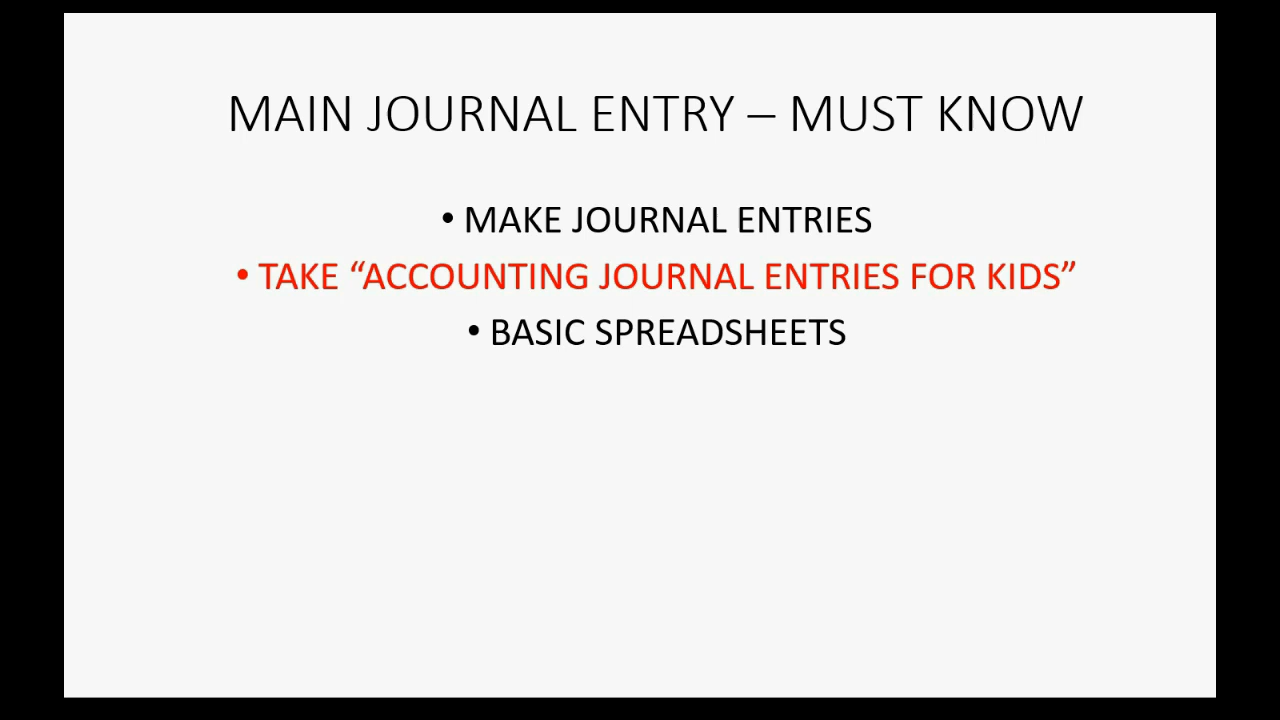 MAIN JOURNAL ENTRY – MUST KNOW
• MAKE JOURNAL ENTRIES
• TAKE “ACCOUNTING JOURNAL ENTRIES FOR KIDS”
• BASIC SPREADSHEETS